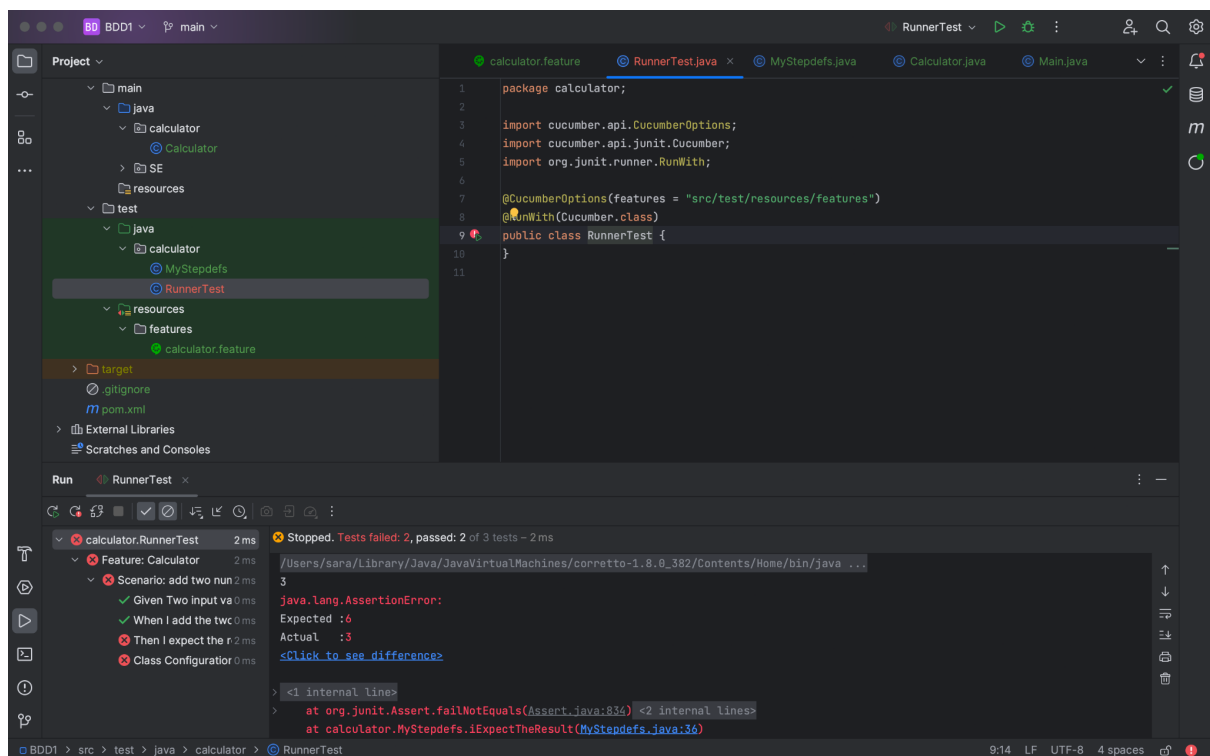 BD BDD1 main RunnerTest
Project
calculator.feature RunnerTest.java MyStepdefs.java Calculator.java Main.java
main
java
calculator
Calculator
SE
resources
test
java
calculator
MyStepdefs
RunnerTest
resources
features
calculator.feature
target
.gitignore
pom.xml
External Libraries
Scratches and Consoles
1 package calculator;
2
3 import cucumber.api.CucumberOptions;
4 import cucumber.api.junit.Cucumber;
5 import org.junit.runner.RunWith;
6
7 @CucumberOptions(features = "src/test/resources/features")
8 @RunWith(Cucumber.class)
9 public class RunnerTest {
10 }
11
Run RunnerTest
calculator.RunnerTest 2 ms
Feature: Calculator 2 ms
Scenario: add two nun 2 ms
Given Two input va 0 ms
When I add the twc 0 ms
Then I expect the r 2 ms
Class Configuratior 0 ms
Stopped. Tests failed: 2, passed: 2 of 3 tests – 2 ms
/Users/sara/Library/Java/JavaVirtualMachines/corretto-1.8.0_382/Contents/Home/bin/java ...
3
java.lang.AssertionError:
Expected :6
Actual :3
<Click to see difference>
<1 internal line>
at org.junit.Assert.failNotEquals(Assert.java:834) <2 internal lines>
at calculator.MyStepdefs.iExpectTheResult(MyStepdefs.java:36)
BDD1 > src > test > java > calculator > RunnerTest 9:14 LF UTF-8 4 spaces